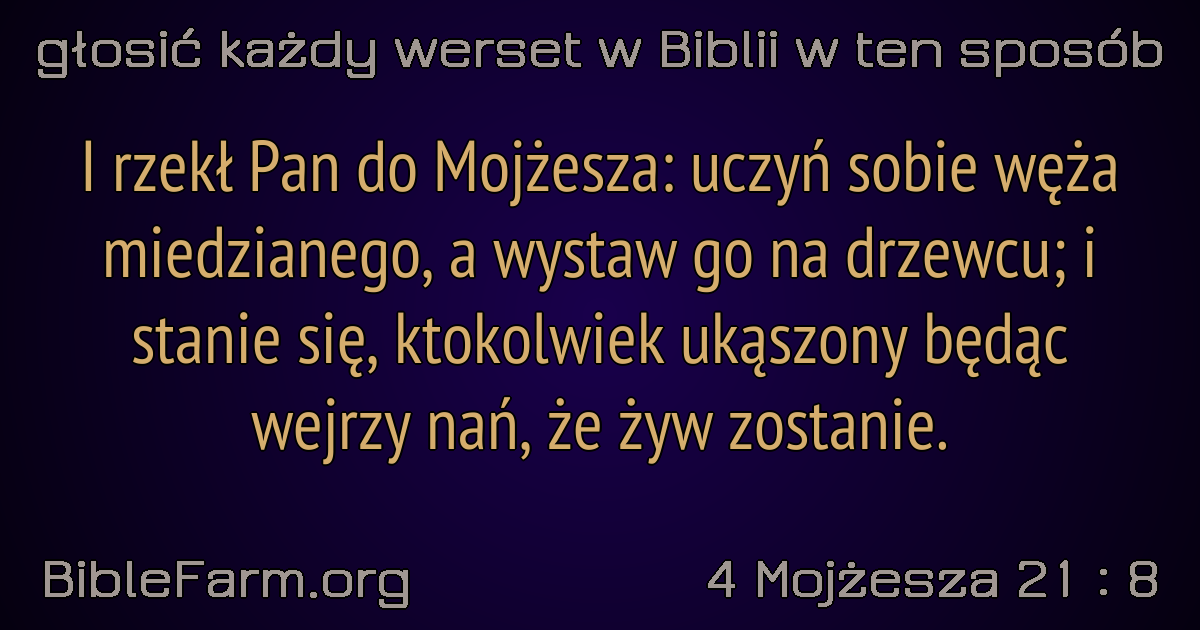 głosić każdy werset w Biblii w ten sposób
I rzekł Pan do Mojżesza: uczyń sobie węża
miedzianego, a wystaw go na drzewcu; i
stanie się, ktokolwiek ukąszony będąc
wejrzy nań, że żyw zostanie.
BibleFarm.org
4 Mojżesza 21 : 8